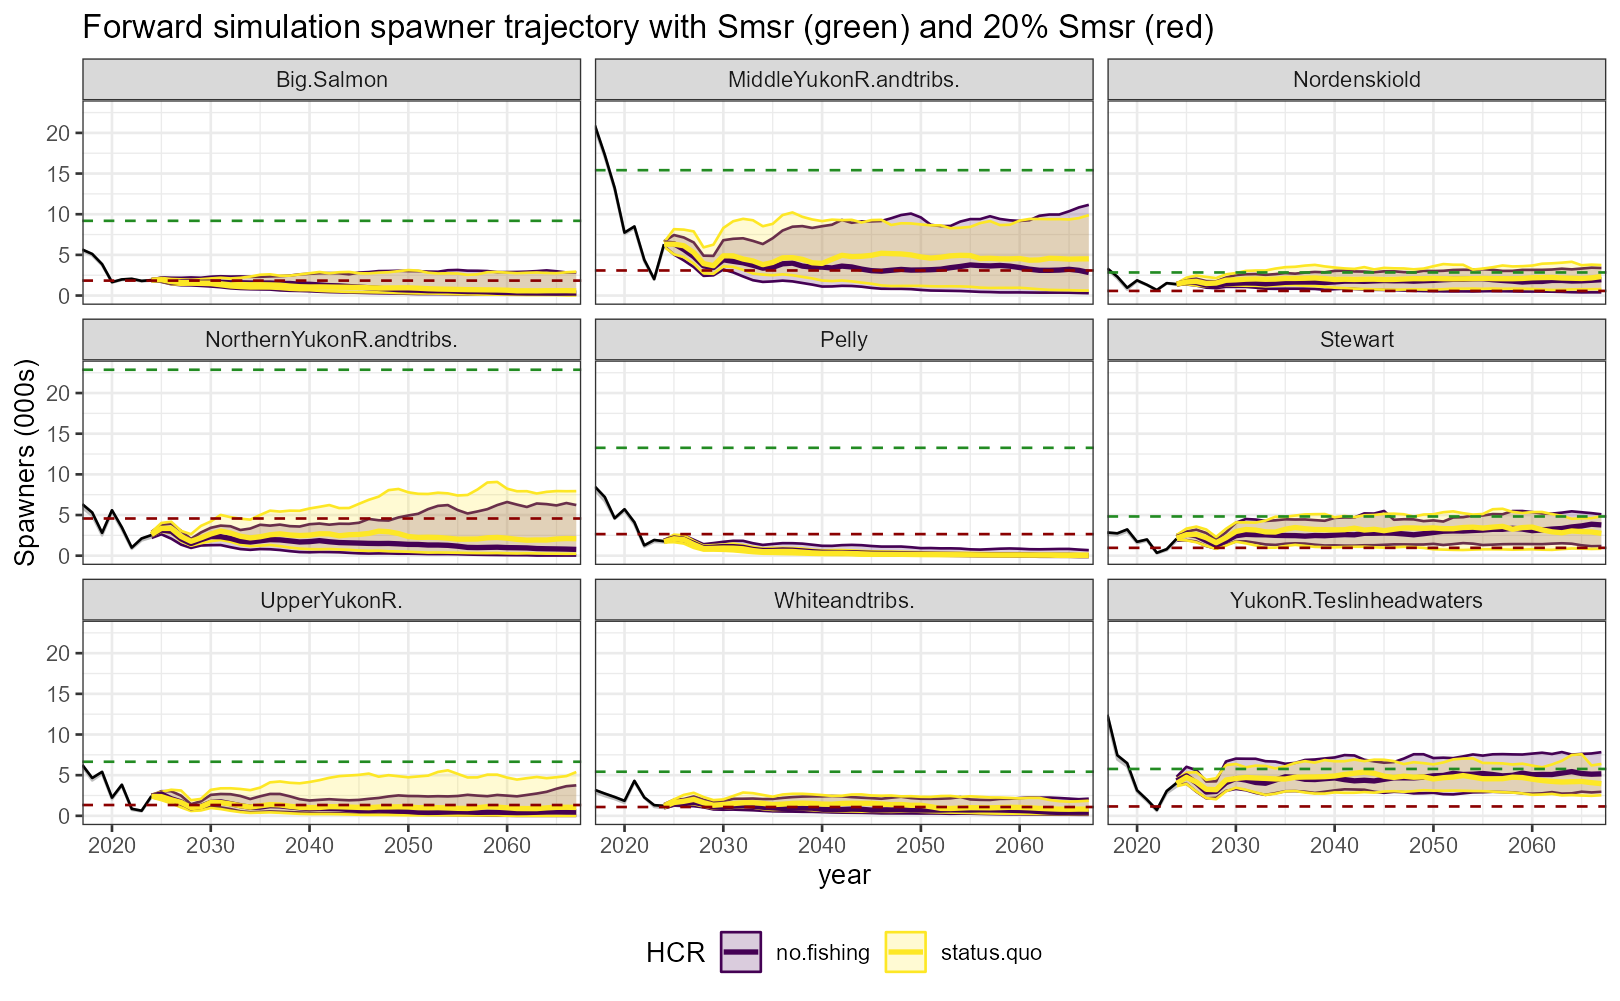 Forward simulation spawner trajectory with Smsr (green) and 20% Smsr (red)
Big.Salmon
MiddleYukonR.andtribs.
Nordenskiold
20
15
10
5
0
NorthernYukonR.andtribs.
Pelly
Stewart
Spawners (000s)
20
15
10
5
0
UpperYukonR.
Whiteandtribs.
YukonR.Teslinheadwaters
20
15
10
5
0
2020 2030 2040 2050 2060
2020 2030 2040 2050 2060
2020 2030 2040 2050 2060
year
HCR no.fishing status.quo